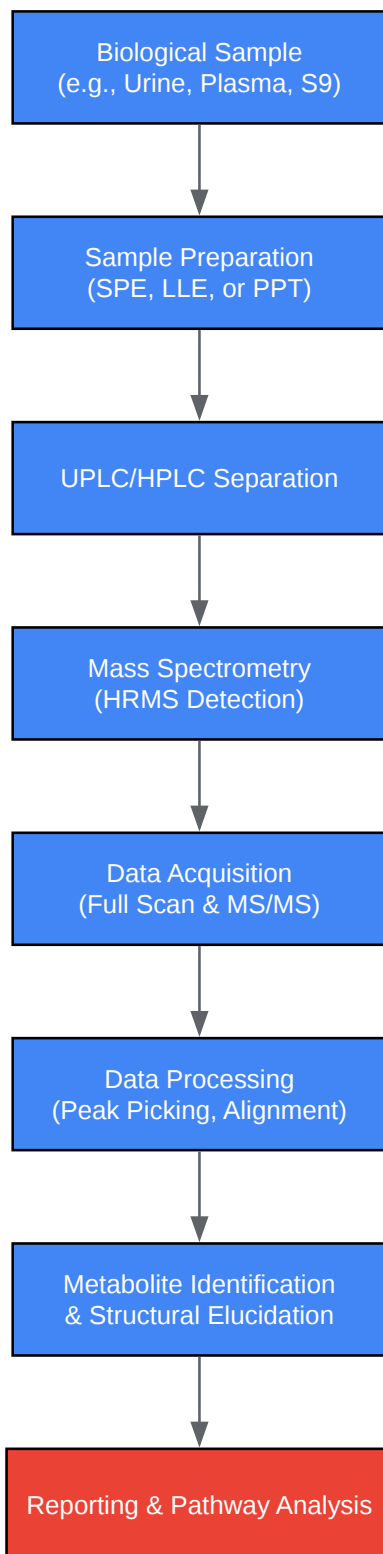 Biological Sample
(e.g., Urine, Plasma, S9)
Sample Preparation
(SPE, LLE, or PPT)
UPLC/HPLC Separation
Mass Spectrometry
(HRMS Detection)
Data Acquisition
(Full Scan & MS/MS)
Data Processing
(Peak Picking, Alignment)
Metabolite Identification
& Structural Elucidation
Reporting & Pathway Analysis